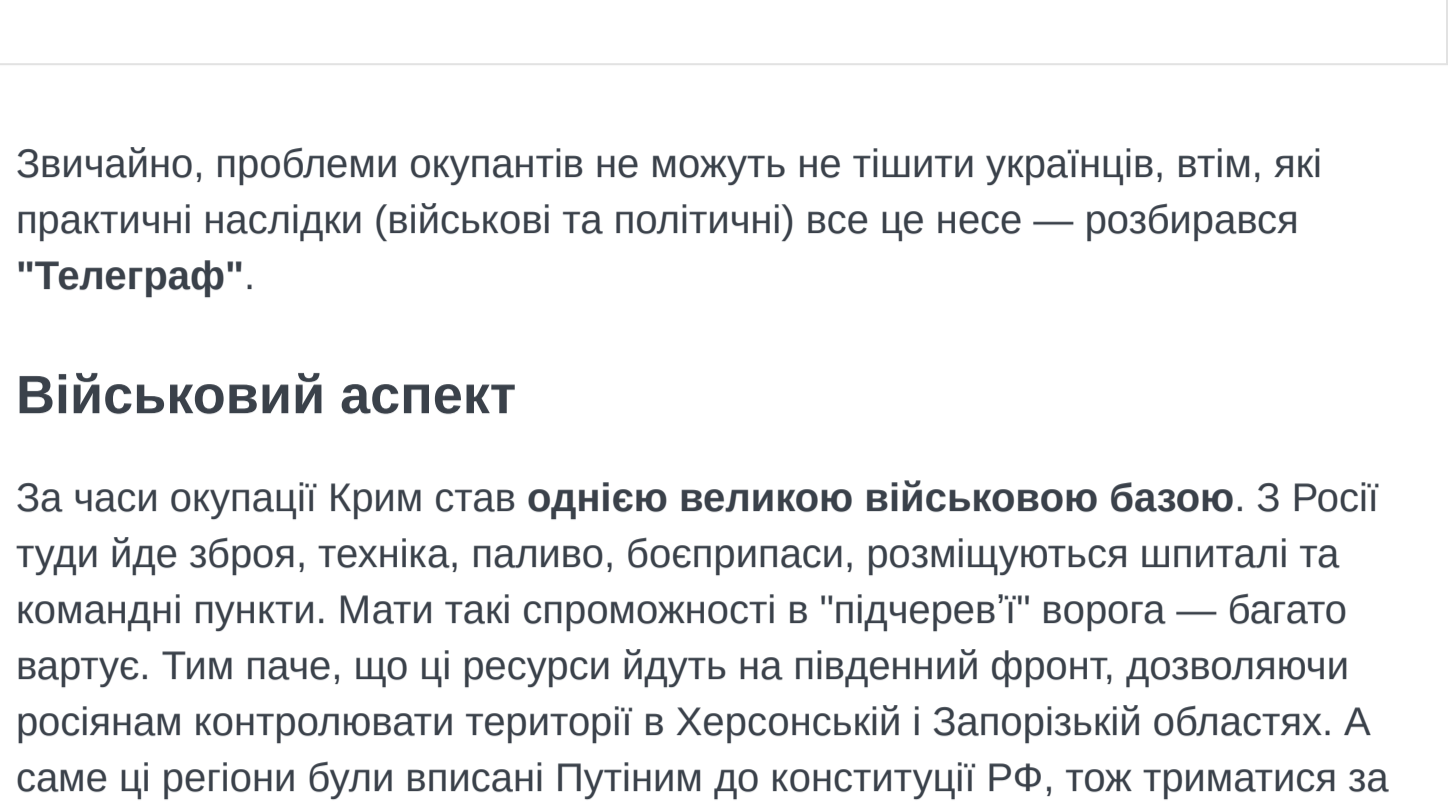 Звичайно, проблеми окупантів не можуть не тішити українців, втім, які
практичні наслідки (військові та політичні) все це несе — розбирався
"Телеграф".
Військовий аспект
За часи окупації Крим став однією великою військовою базою. З Росії
туди йде зброя, техніка, паливо, боєприпаси, розміщуються шпиталі та
командні пункти. Мати такі спроможності в "підчерев’ї" ворога — багато
вартує. Тим паче, що ці ресурси йдуть на південний фронт, дозволяючи
росіянам контролювати території в Херсонській і Запорізькій областях. А
саме ці регіони були вписані Путіним до конституції РФ, тож триматися за